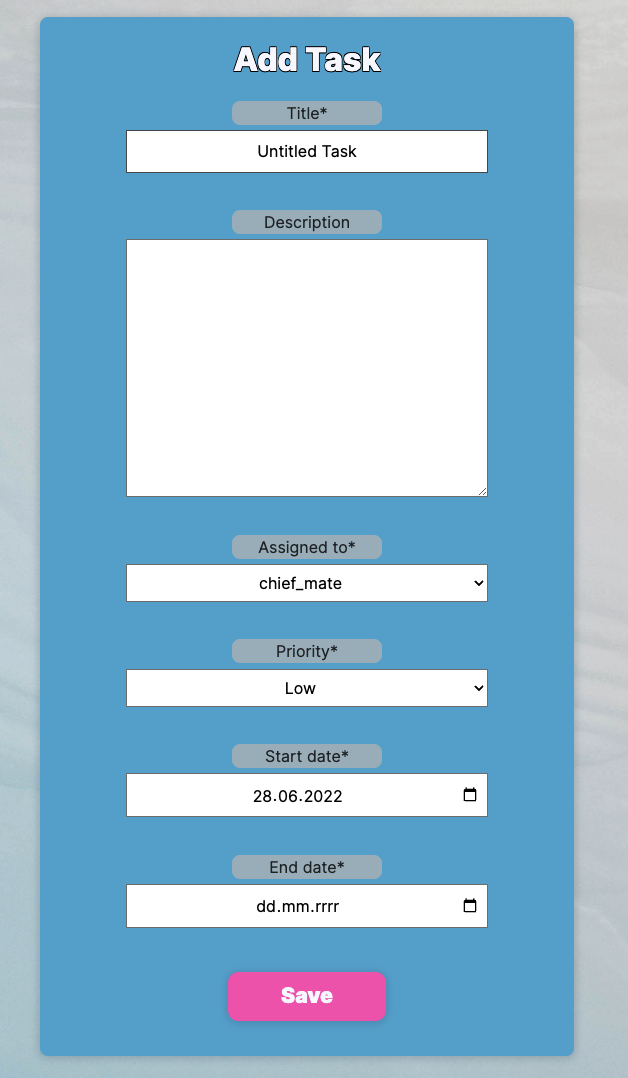 Add Task
Title*
Untitled Task
Description
Assigned to*
chief_mate
Priority*
Low
Start date*
28.06.2022
End date*
dd.mm.rrrr
Save